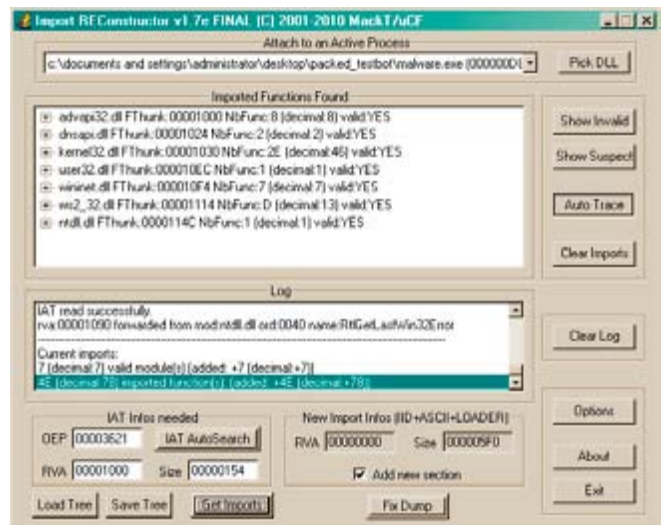 Import REConstructor v1.7e FINAL (C) 2001-2010 MackT/uCF
Attach to an Active Process
c:\documents and settings\administrator\desktop\packed_testbot\malware.exe (000000D0
Pick DLL
Imported Functions Found
advapi32.dll FThunk:00001000 NbFunc:8 (decimal:8) valid:YES
dnsapi.dll FThunk:00001024 NbFunc:2 (decimal:2) valid:YES
kernel32.dll FThunk:00001030 NbFunc:2E (decimal:46) valid:YES
user32.dll FThunk:000010EC NbFunc:1 (decimal:1) valid:YES
wininet.dll FThunk:000010F4 NbFunc:7 (decimal:7) valid:YES
ws2_32.dll FThunk:00001114 NbFunc:D (decimal:13) valid:YES
ntdll.dll FThunk:0000114C NbFunc:1 (decimal:1) valid:YES
Show Invalid
Show Suspect
Auto Trace
Clear Imports
Log
IAT read successfully.
rva:00001090 forwarded from mod:ntdll.dll ord:0040 name:RtlGetLastWin32Error
Current imports:
7 (decimal:7) valid module(s) (added: +7 (decimal:+7))
4E (decimal:78) imported function(s). (added: +4E (decimal:+78))
Clear Log
IAT Infos needed
OEP 00003621 IAT AutoSearch
RVA 00001000 Size 00000154
New Import Infos (IID+ASCII+LOADER)
RVA 00000000 Size 000005F0
Add new section
Options
About
Exit
Load Tree Save Tree Get Imports Fix Dump